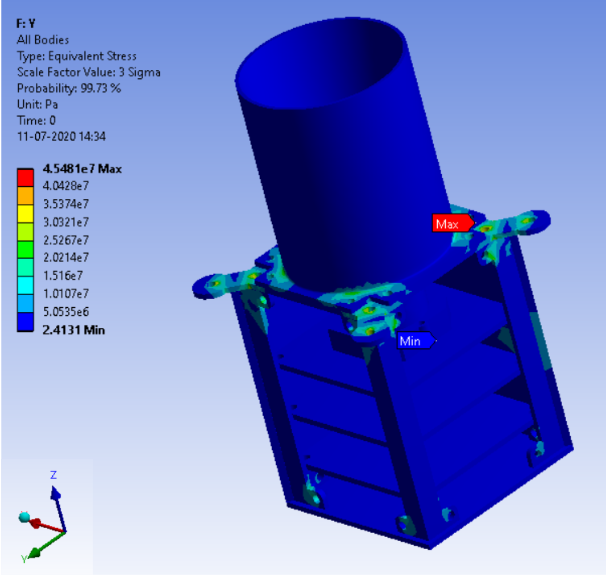 F: Y
All Bodies
Type: Equivalent Stress
Scale Factor Value: 3 Sigma
Probability: 99.73 %
Unit: Pa
Time: 0
11-07-2020 14:34
4.5481e7 Max
4.0428e7
3.5374e7
3.0321e7
2.5267e7
2.0214e7
1.516e7
1.0107e7
5.0535e6
2.4131 Min
Max
Min
Z
Y